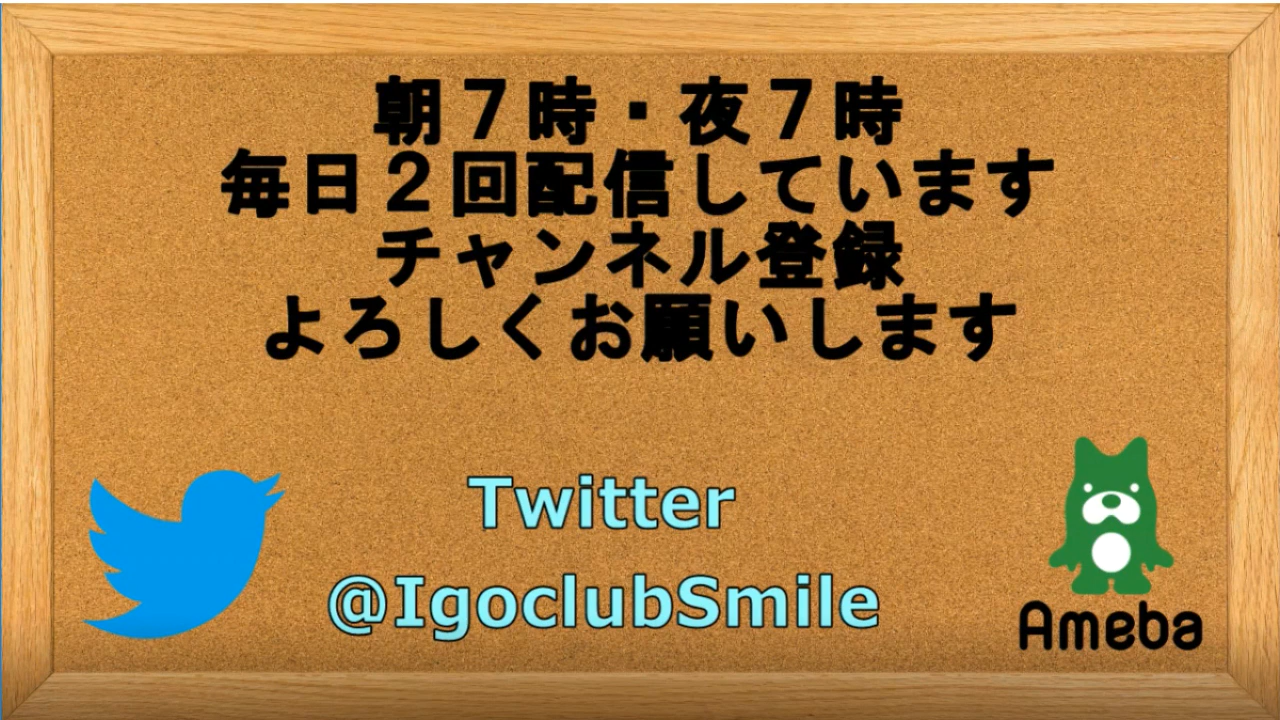 朝７時・夜７時
毎日２回配信しています
チャンネル登録
よろしくお願いします
Twitter
@IgoclubSmile
Ameba